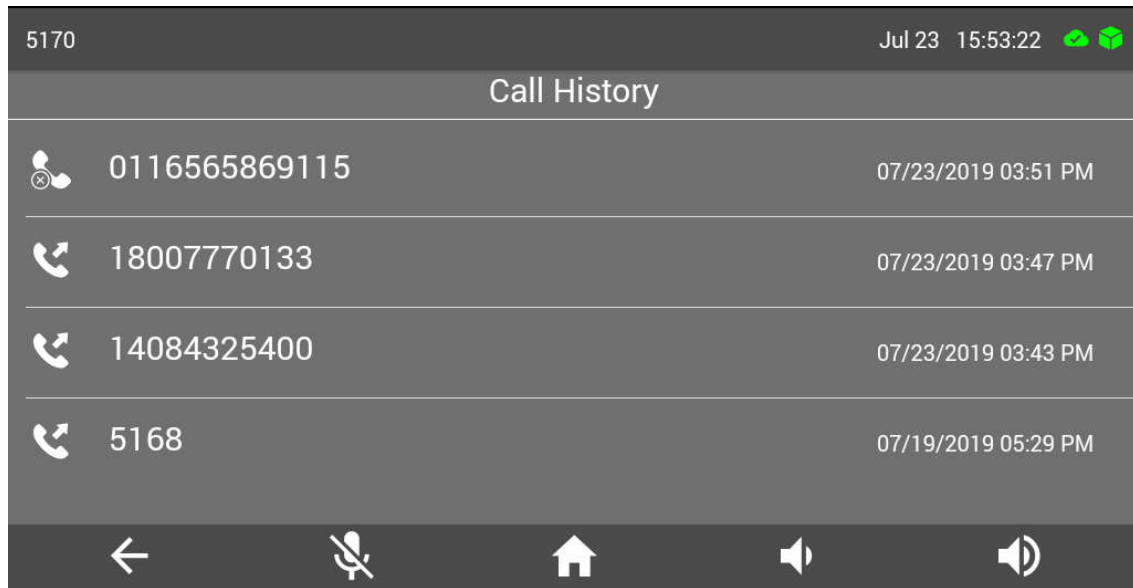 5170 Jul 23 15:53:22
Call History
0116565869115 07/23/2019 03:51 PM
18007770133 07/23/2019 03:47 PM
14084325400 07/23/2019 03:43 PM
5168 07/19/2019 05:29 PM